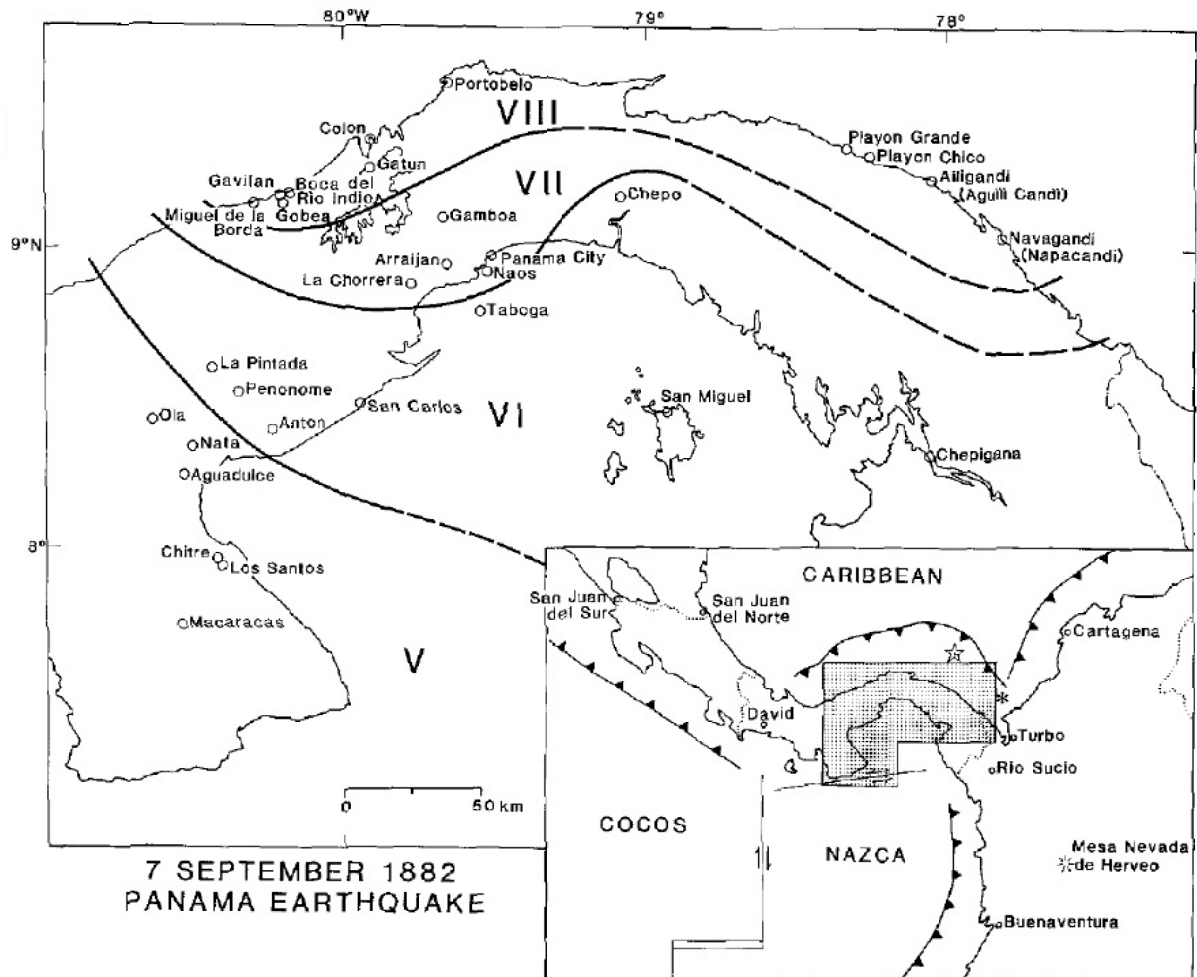 80°W
79°
78°
Portobelo
VIII
Colon
Playon Grande
Playon Chico
Gatun
Ailigandi
(Agulli Candi)
Gavilan
Boca del
Rio Indio
VII
Chepo
Miguel de la
Borda
Gobea
Gamboa
9°N
Navagandi
(Napacandi)
Arraijan
Panama City
Naos
La Chorrera
Taboga
La Pintada
Penonome
San Carlos
VI
San Miguel
Ola
Anton
Nata
Chepigana
Aguadulce
8°
Chitre
Los Santos
Macaracas
V
0
50 km
7 SEPTEMBER 1882
PANAMA EARTHQUAKE
CARIBBEAN
San Juan
del Sur
San Juan
del Norte
Cartagena
David
Turbo
Rio Sucio
COCOS
NAZCA
Mesa Nevada
de Herveo
Buenaventura